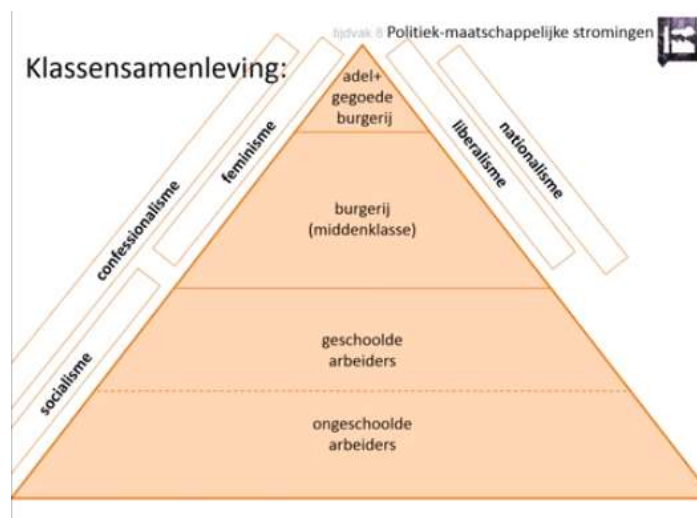 tijdvak 8 Politiek-maatschappelijke stromingen
Klassensamenleving:
adel+
gegoede
burgerij
confessionalisme
feminisme
liberalisme
nationalisme
burgerij
(middenklasse)
socialisme
geschoolde
arbeiders
ongeschoolde
arbeiders